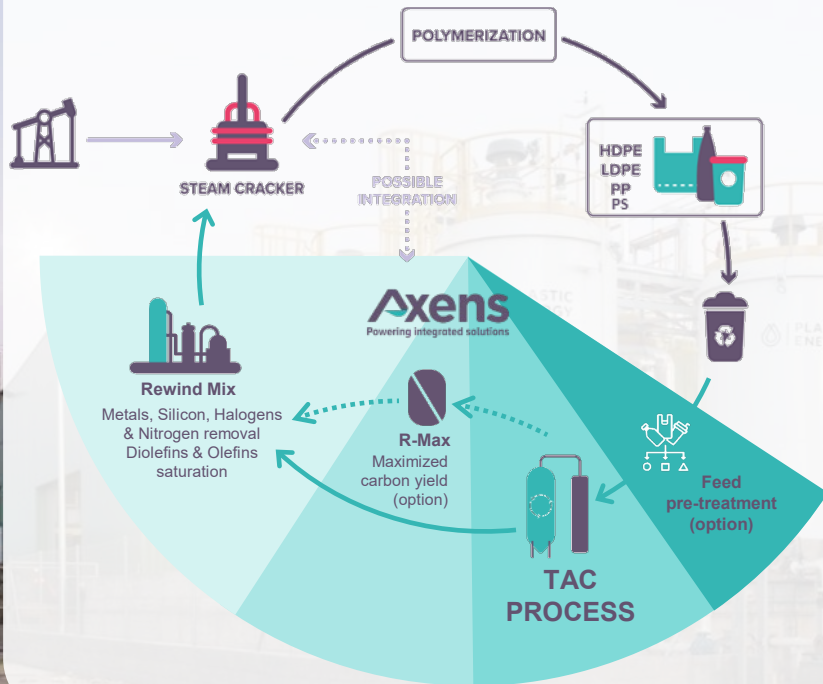 POLYMERIZATION
STEAM CRACKER
POSSIBLE
INTEGRATION
HDPE
LDPE
PP
PS
Axens
Powering integrated solutions
Rewind Mix
Metals, Silicon, Halogens
& Nitrogen removal
Diolefins & Olefins
saturation
R-Max
Maximized
carbon yield
(option)
Feed
pre-treatment
(option)
TAC
PROCESS